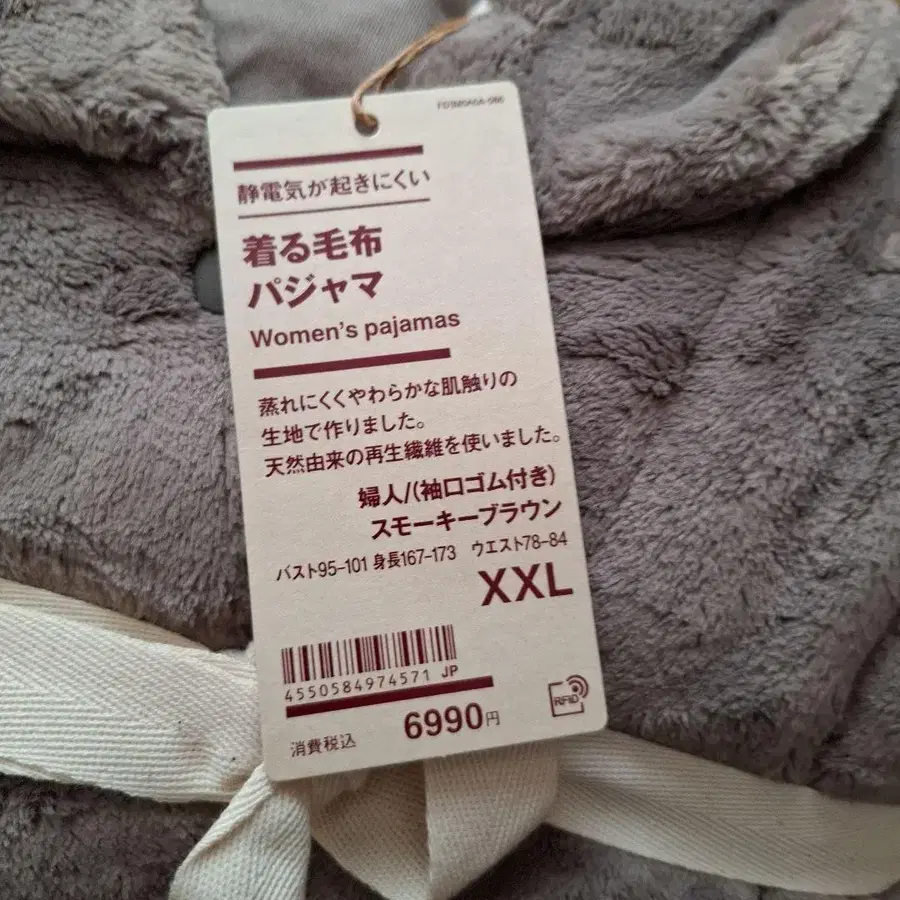 静電気が起きにくい
着る毛布
パジャマ
Women's pajamas
蒸れにくくやわらかな肌触りの
生地で作りました。
天然由来の再生繊維を使いました。
婦人/(袖口ゴム付き)
スモーキーブラウン
バスト95-101 身長167-173 ウエスト78-84
XXL
4550584974571 JP
RFID
消費税込 6990円